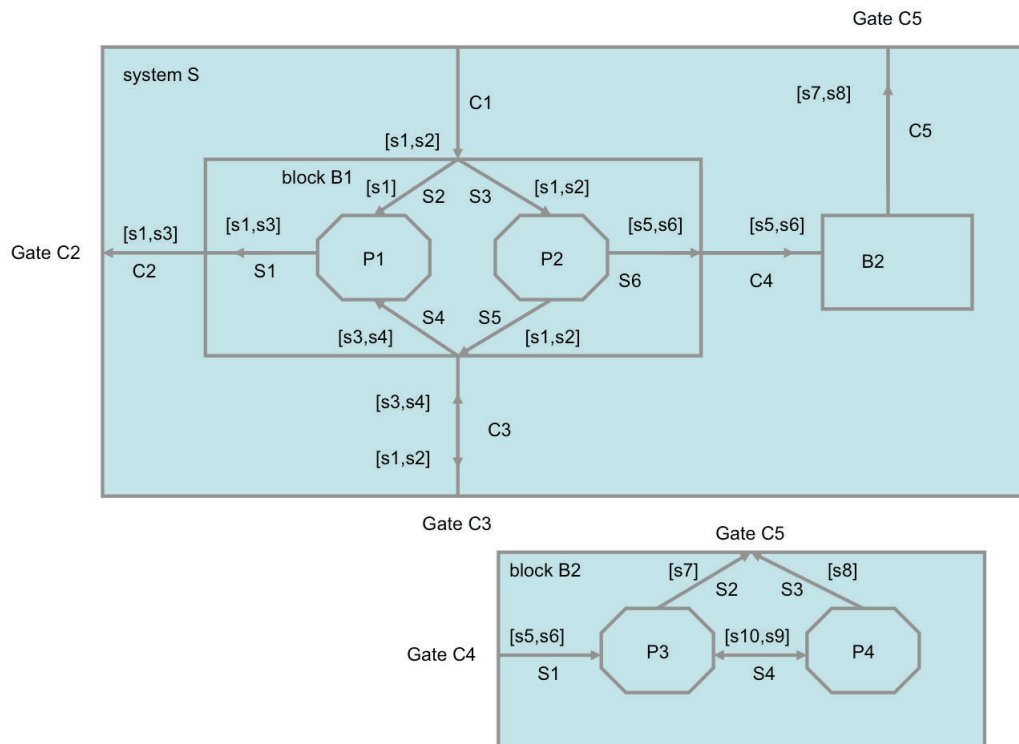 Gate C5
system S
C1
[s7,s8]
C5
[s1,s2]
block B1
[s1]
S2
S3
[s1,s2]
[s1,s3]
[s1,s3]
[s5,s6]
[s5,s6]
Gate C2
C2
S1
P1
P2
S6
C4
B2
S4
S5
[s3,s4]
[s1,s2]
[s3,s4]
C3
[s1,s2]
Gate C3
Gate C5
block B2
[s7]
[s8]
S2
S3
[s5,s6]
[s10,s9]
Gate C4
S1
P3
S4
P4